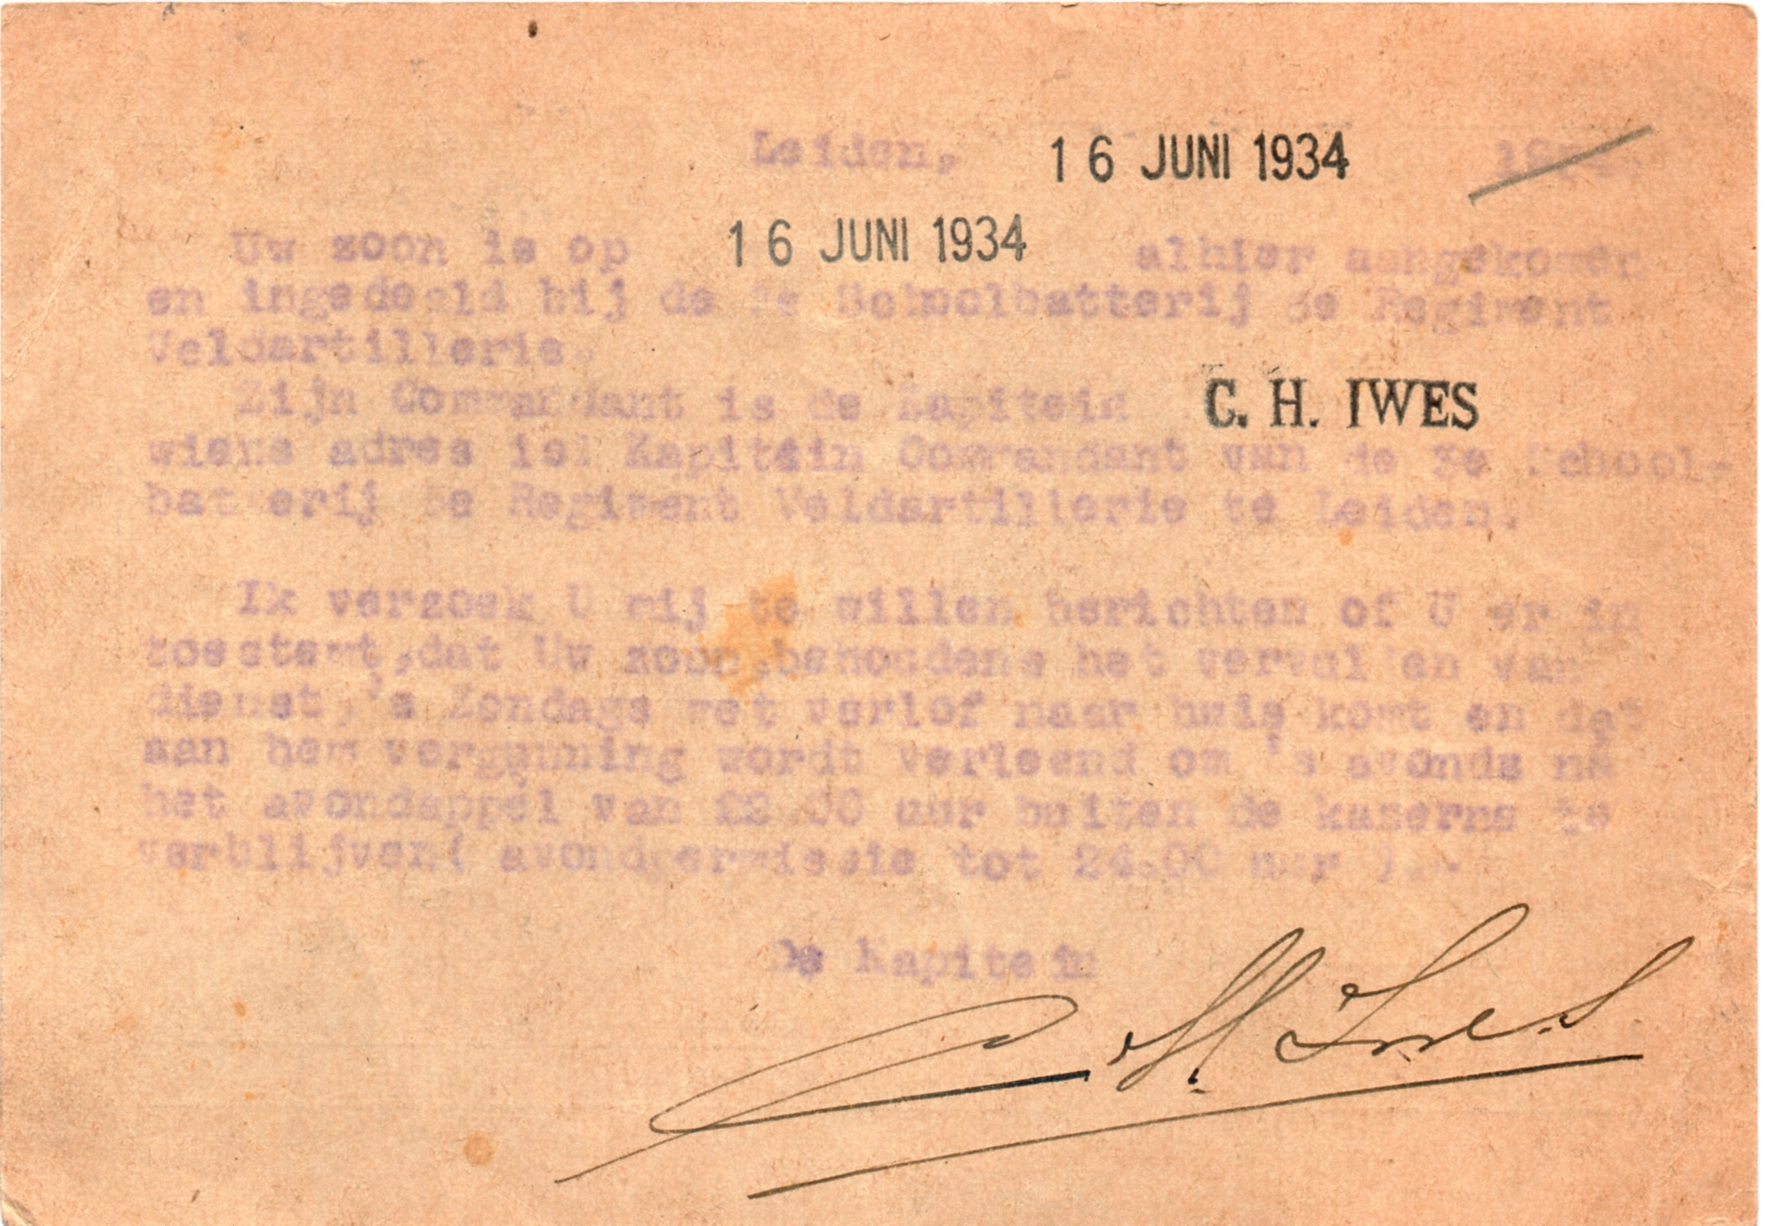 Leiden, 16 JUNI 1934
Uw zoon is op 16 JUNI 1934 alhier aangekomen
en ingedeeld bij de Schoolbatterij Regiment
Veldartillerie.
Zijn Commandant is de Kapitein C. H. IWES
wiens adres is: Kapitein Commandant van de School-
batterij Regiment Veldartillerie te Leiden.
Ik verzoek U mij te willen berichten of U er in
toestemt,dat Uw zoon,behoudens het vervullen van
dienst,'s Zondags met verlof naar huis komt en dat
aan hem vergunning wordt verleend om 's avonds na
het avondappèl van 22.00 uur buiten de kazerne te
verblijven( avondpermissie tot 24.00 uur ).-
De Kapitein
C. H. Iwes